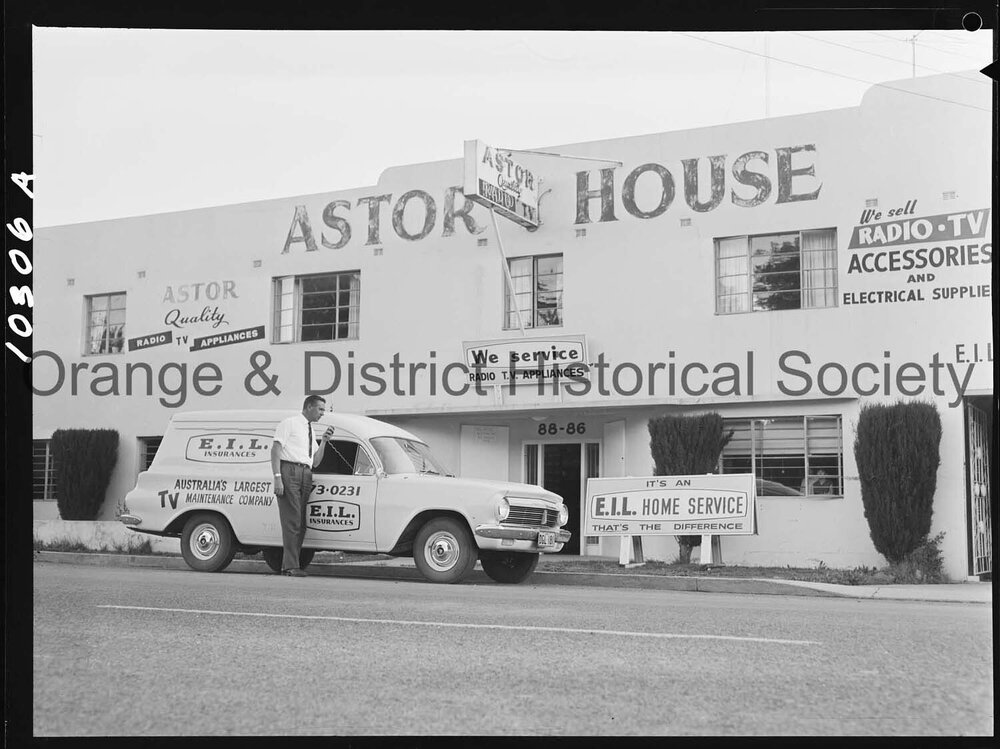 10306 A
ASTOR HOUSE
ASTOR
Quality
RADIO TV
We sell
RADIO • TV
ACCESSORIES
AND
ELECTRICAL SUPPLIE
ASTOR
Quality
RADIO TV APPLIANCES
We service
RADIO T.V. APPLIANCES
E.I.
Orange & District Historical Society
88-86
E.I.L.
INSURANCES
AUSTRALIA'S LARGEST
TV MAINTENANCE COMPANY
73-0231
E.I.L.
INSURANCES
IT'S AN
E.I.L. HOME SERVICE
THAT'S THE DIFFERENCE